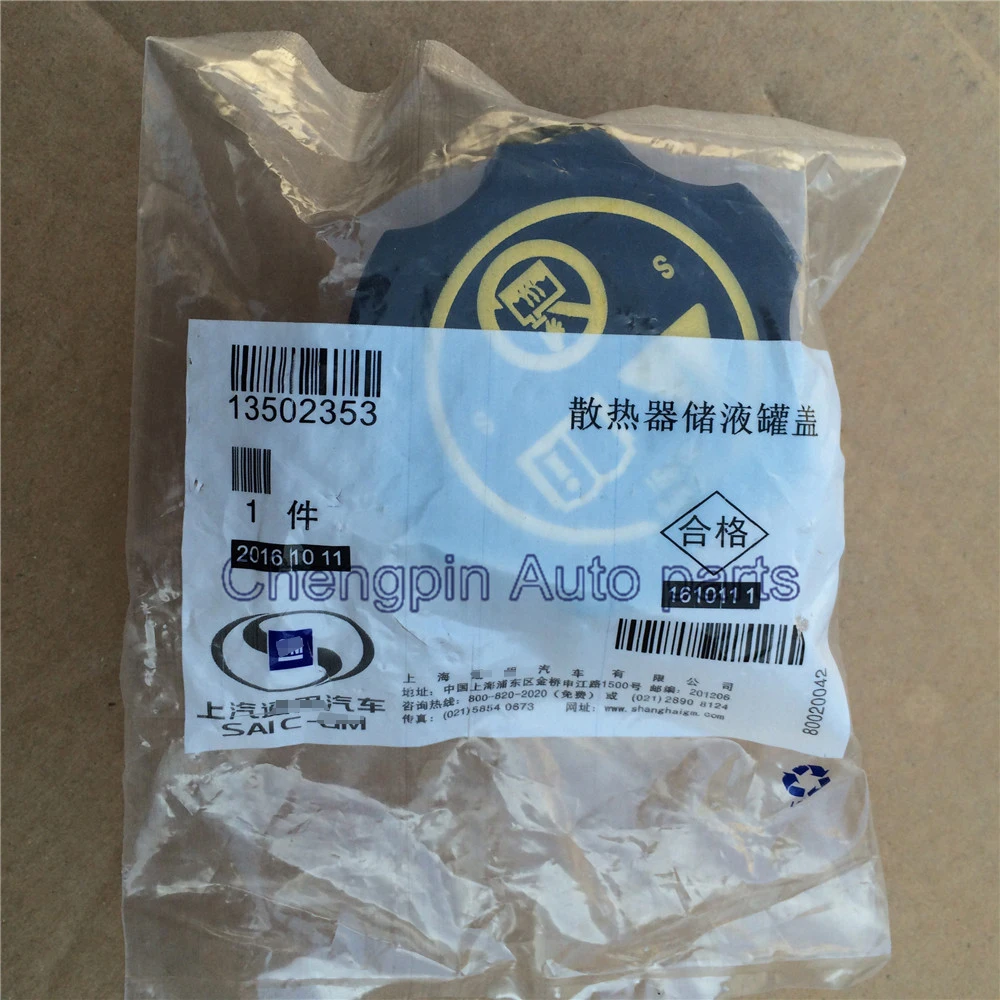 S
13502353
散热器储液罐盖
S
1 件
合格
2016 10 11
Chengpin Auto parts
161011 1
上汽通用汽车
SAIC-GM
上海通用汽车有限公司
地址：中国上海浦东区金桥申江路1500号 邮编：201206
咨询热线：800-820-2020（免费）或 (021) 2890 8124
传真：(021) 5854 0873 网址：www.shanghaigm.com
80020042